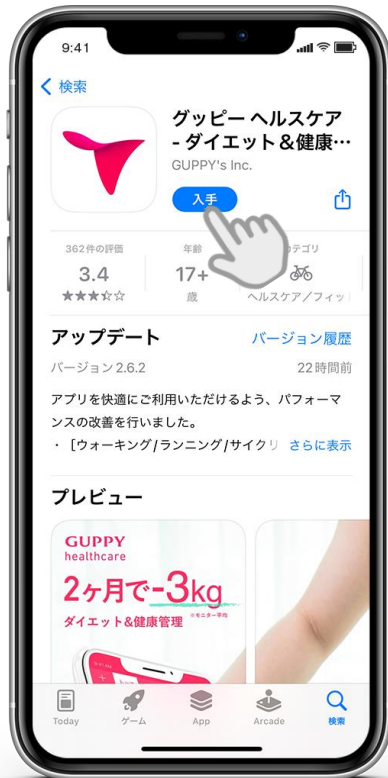 9:41
検索
グッピー ヘルスケア
- ダイエット＆健康…
GUPPY's Inc.
入手
362件の評価
年齢
カテゴリ
3.4
17+
★★★☆☆
歳
ヘルスケア／フィッ
アップデート
バージョン履歴
バージョン 2.6.2
22時間前
アプリを快適にご利用いただけるよう、パフォーマ
ンスの改善を行いました。
・［ウォーキング/ランニング/サイクリ さらに表示
プレビュー
GUPPY
healthcare
2ヶ月で-3kg
※モニター平均
ダイエット&健康管理
Today
ゲーム
App
Arcade
検索